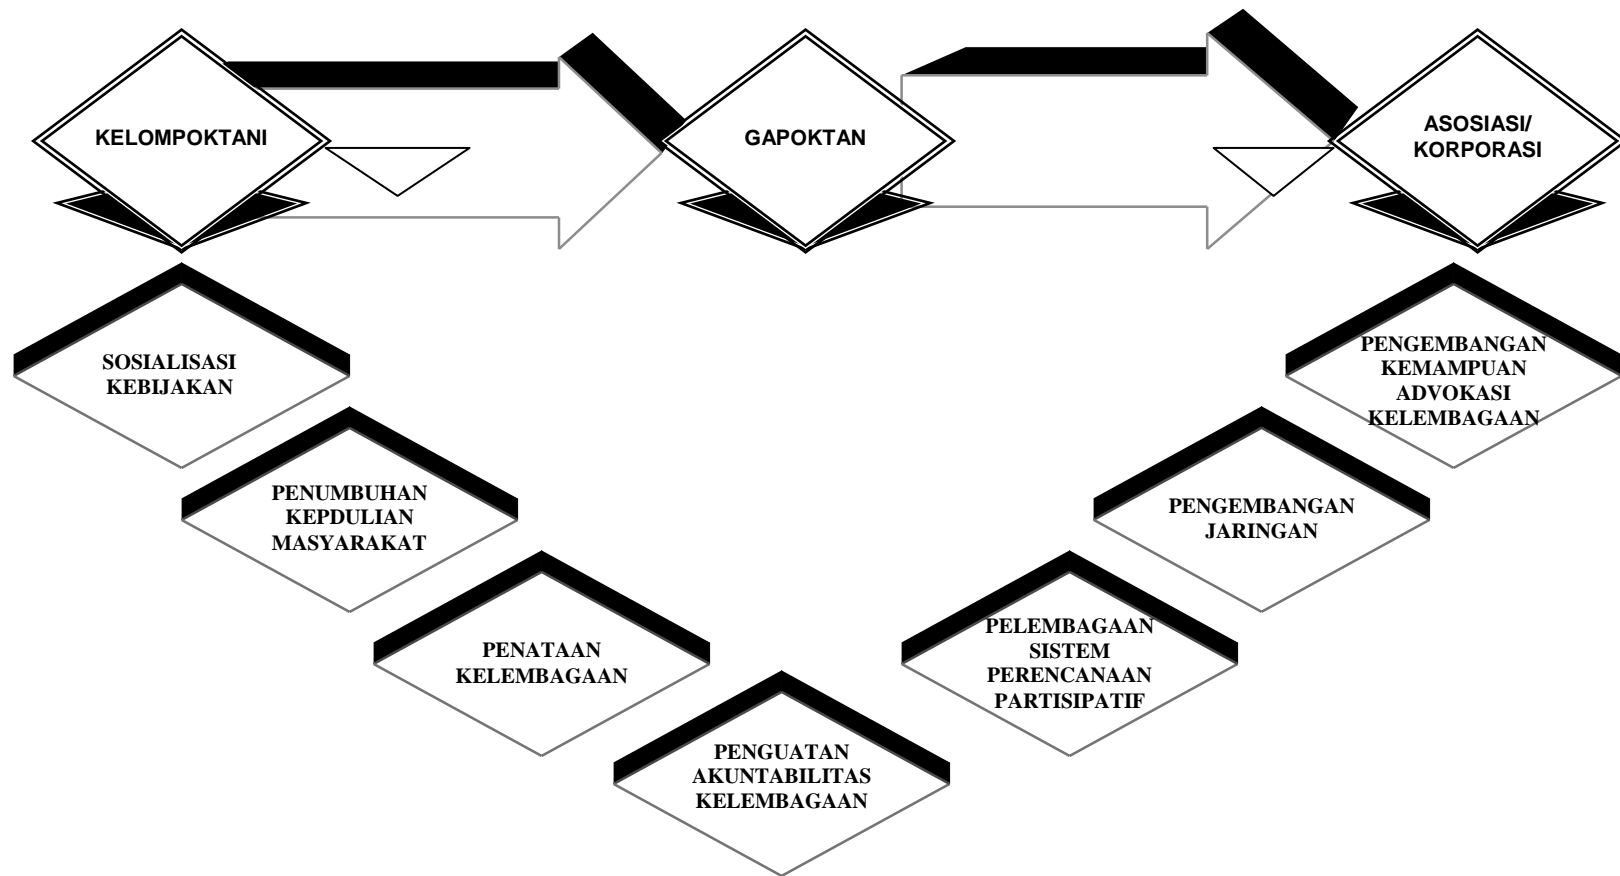 KELOMPOKTANI
GAPOKTAN
ASOSIASI/
KORPORASI
SOSIALISASI
KEBIJAKAN
PENUMBUHAN
KEPDULIAN
MASYARAKAT
PENATAAN
KELEMBAGAAN
PENGUATAN
AKUNTABILITAS
KELEMBAGAAN
PELEMBAGAAN
SISTEM
PERENCANAAN
PARTISIPATIF
PENGEMBANGAN
JARINGAN
PENGEMBANGAN
KEMAMPUAN
ADVOKASI
KELEMBAGAAN